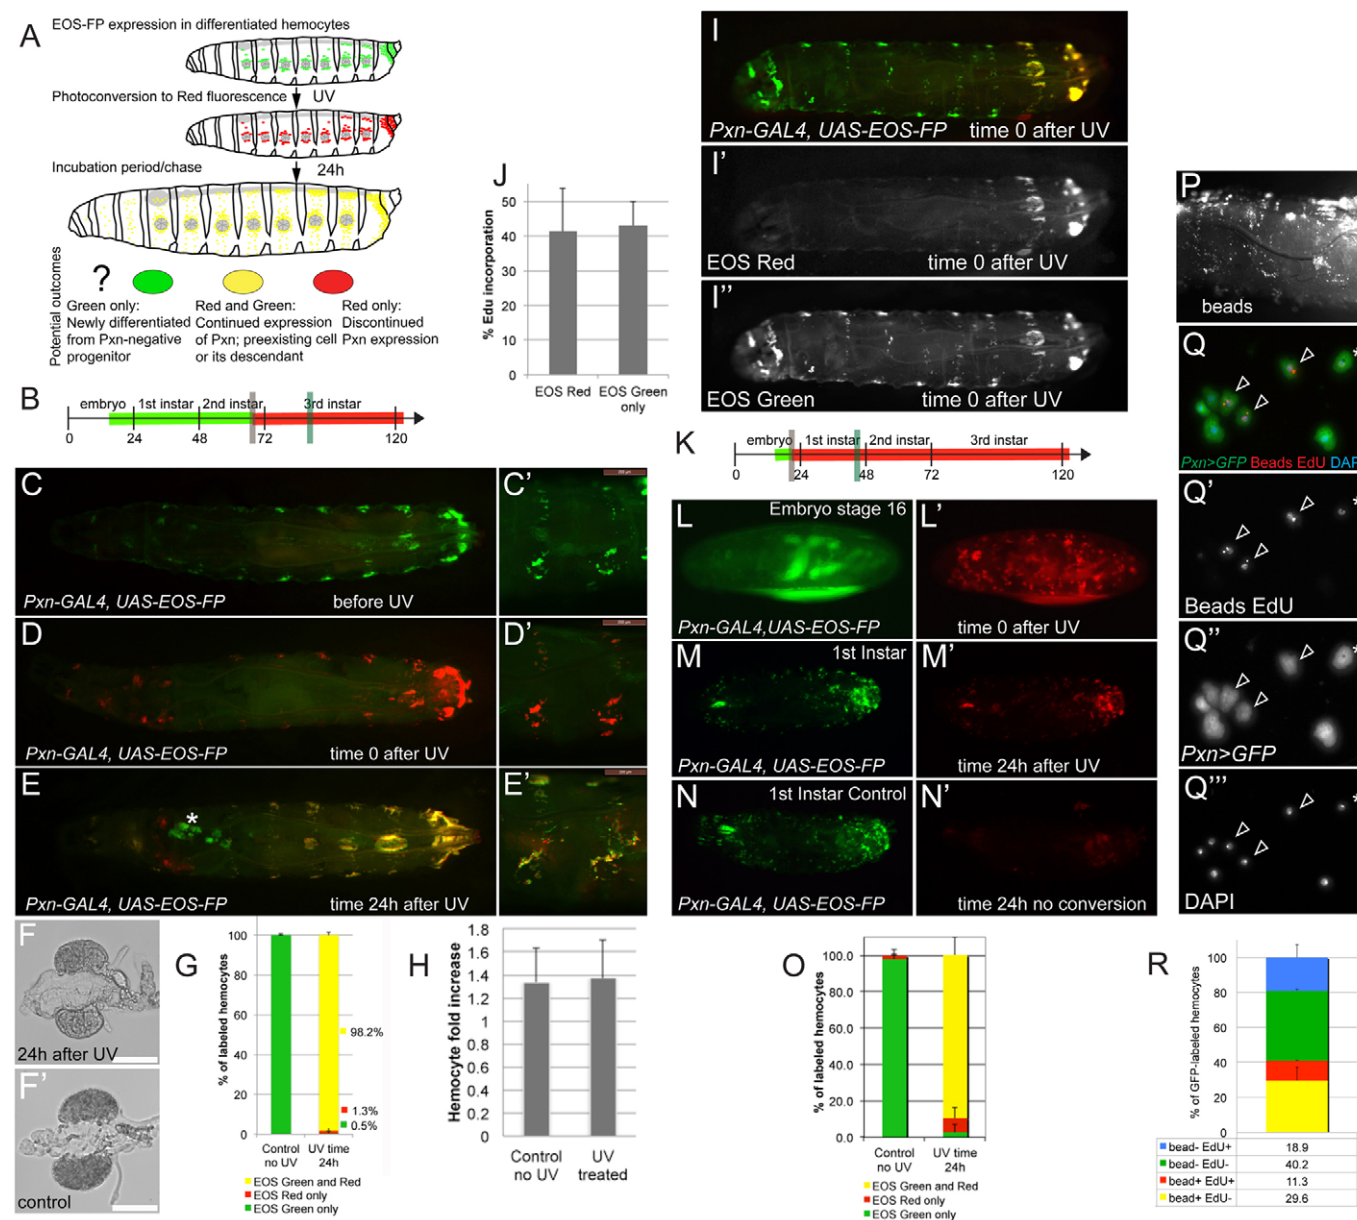 A
EOS-FP expression in differentiated hemocytes
Photoconversion to Red fluorescence
UV
Incubation period/chase
24h
Potential outcomes
?
Green only:
Newly differentiated
from Pxn-negative
progenitor
Red and Green:
Continued expression
of Pxn; preexisting cell
or its descendant
Red only:
Discontinued
Pxn expression
B
embryo 1st instar 2nd instar 3rd instar
0 24 48 72 120
C
Pxn-GAL4, UAS-EOS-FP before UV
C'
D
Pxn-GAL4, UAS-EOS-FP time 0 after UV
D'
E
*
Pxn-GAL4, UAS-EOS-FP time 24h after UV
E'
F
24h after UV
F'
control
G
% of labeled hemocytes
100
80
60
40
20
0
98.2%
1.3%
0.5%
Control no UV
UV time 24h
EOS Green and Red
EOS Red only
EOS Green only
H
Hemocyte fold increase
1.8
1.6
1.4
1.2
1
0.8
0.6
0.4
0.2
0
Control no UV
UV treated
I
Pxn-GAL4, UAS-EOS-FP time 0 after UV
I'
EOS Red time 0 after UV
I''
EOS Green time 0 after UV
J
% Edu incorporation
50
40
30
20
10
0
EOS Red
EOS Green only
K
embryo 1st instar 2nd instar 3rd instar
0 24 48 72 120
L
Embryo stage 16
Pxn-GAL4,UAS-EOS-FP
L'
time 0 after UV
M
1st Instar
Pxn-GAL4, UAS-EOS-FP
M'
time 24h after UV
N
1st Instar Control
Pxn-GAL4, UAS-EOS-FP
N'
time 24h no conversion
O
% of labeled hemocytes
100.0
80.0
60.0
40.0
20.0
0.0
Control no UV
UV time 24h
EOS Green and Red
EOS Red only
EOS Green only
P
beads
Q
*
Pxn>GFP Beads EdU DAPI
Q'
*
Beads EdU
Q''
*
Pxn>GFP
Q'''
*
DAPI
R
% of GFP-labeled hemocytes
100
80
60
40
20
0
bead- EdU+ 18.9
bead- EdU- 40.2
bead+ EdU+ 11.3
bead+ EdU- 29.6